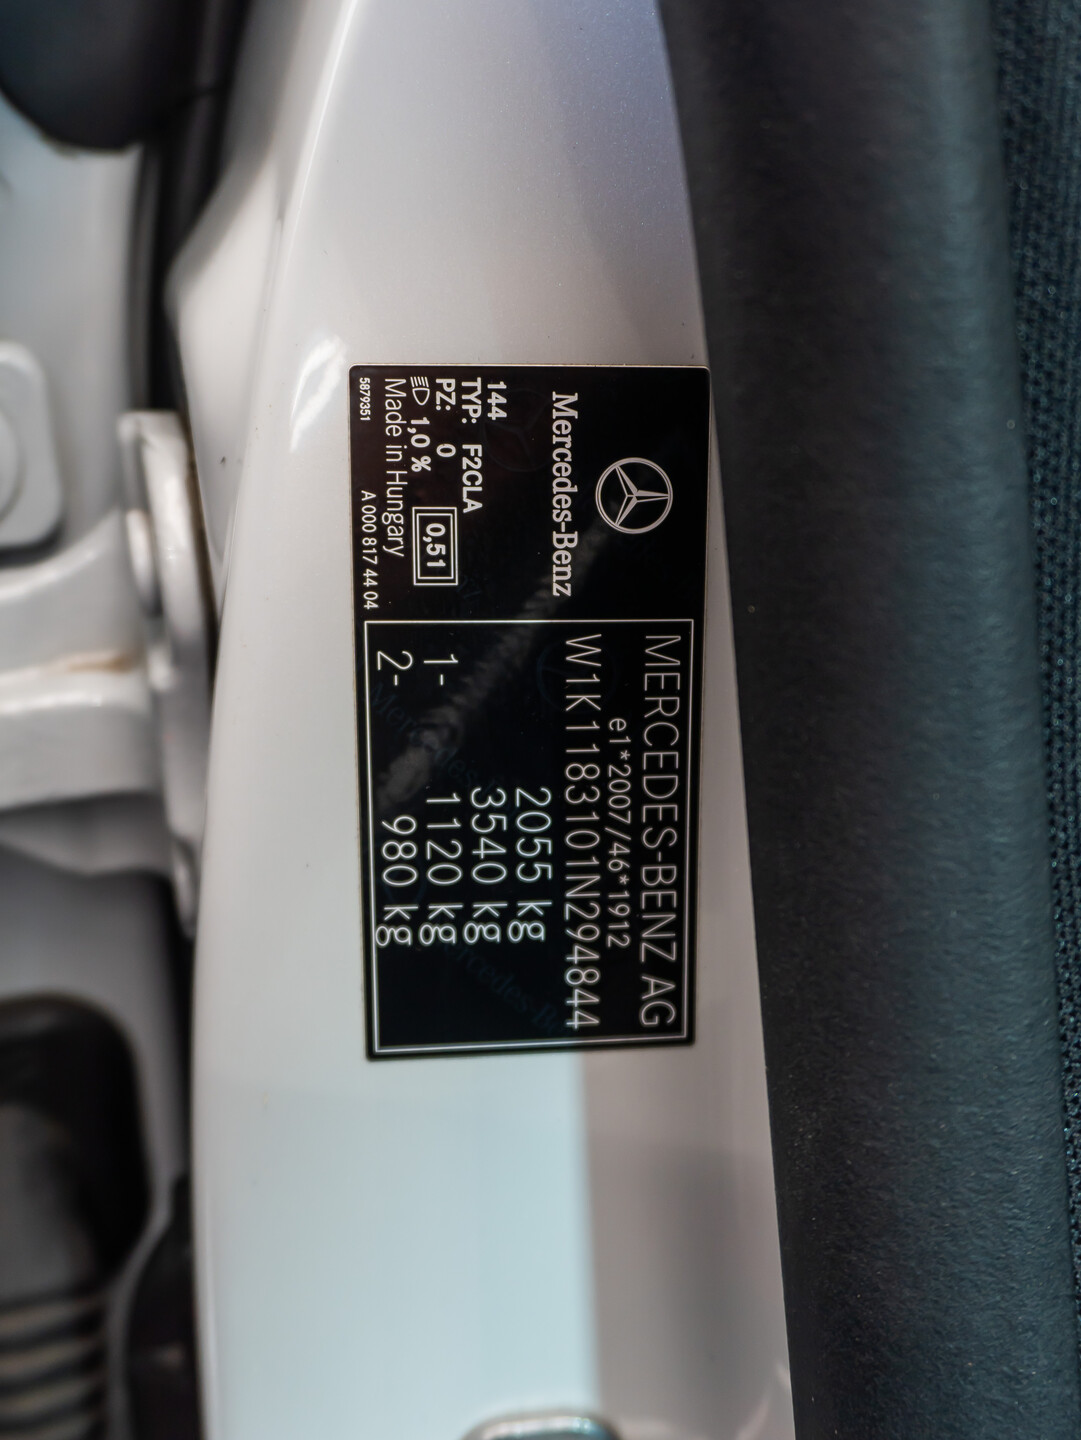 Mercedes-Benz
144
TYP: F2CLA
PZ: 0
1,0 %
0,51
Made in Hungary
5879351
A 000 817 44 04
MERCEDES-BENZ AG
e1*2007/46*1912
W1K1183101N294844
2055 kg
3540 kg
1- 1120 kg
2- 980 kg